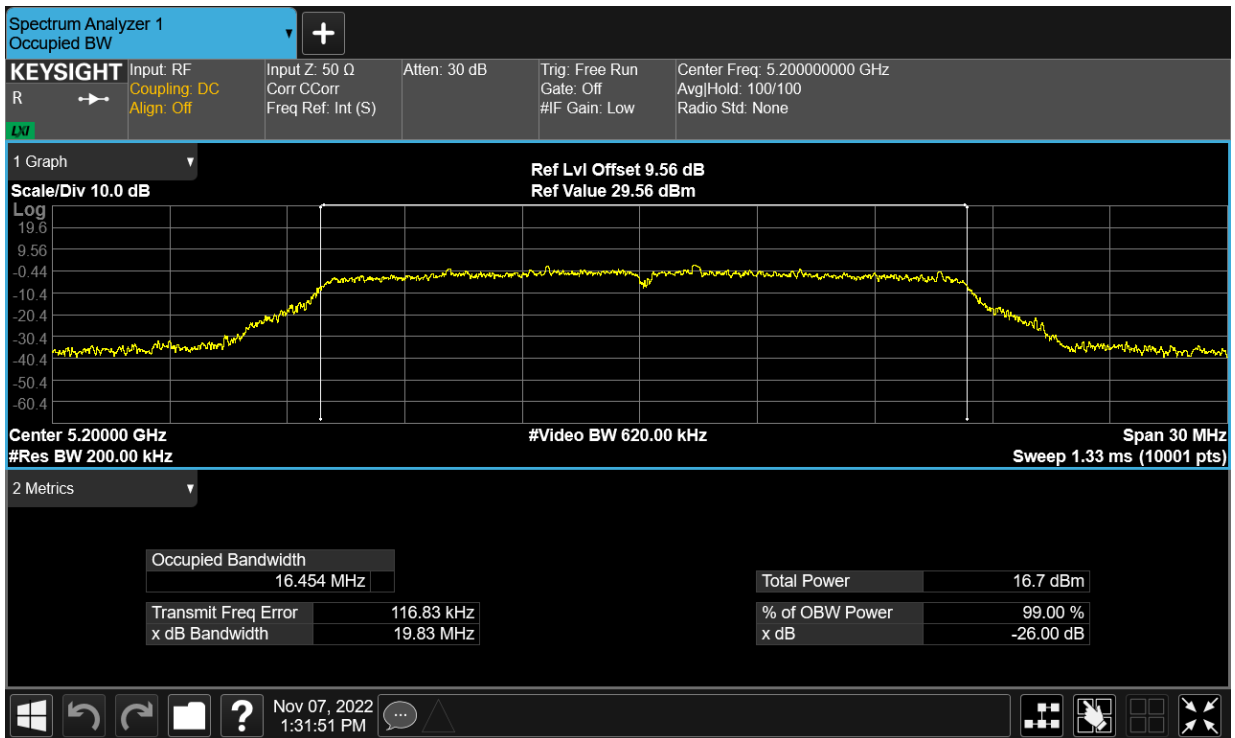 Spectrum Analyzer 1
Occupied BW
+
KEYSIGHT
R
LXI
Input: RF
Coupling: DC
Align: Off
Input Z: 50 Ω
Corr CCorr
Freq Ref: Int (S)
Atten: 30 dB
Trig: Free Run
Gate: Off
#IF Gain: Low
Center Freq: 5.200000000 GHz
Avg|Hold: 100/100
Radio Std: None
1 Graph
Scale/Div 10.0 dB
Ref Lvl Offset 9.56 dB
Ref Value 29.56 dBm
Log
19.6
9.56
-0.44
-10.4
-20.4
-30.4
-40.4
-50.4
-60.4
Center 5.20000 GHz
#Res BW 200.00 kHz
#Video BW 620.00 kHz
Span 30 MHz
Sweep 1.33 ms (10001 pts)
2 Metrics
Occupied Bandwidth
16.454 MHz
Transmit Freq Error 116.83 kHz
x dB Bandwidth 19.83 MHz
Total Power 16.7 dBm
% of OBW Power 99.00 %
x dB -26.00 dB
?
Nov 07, 2022
1:31:51 PM